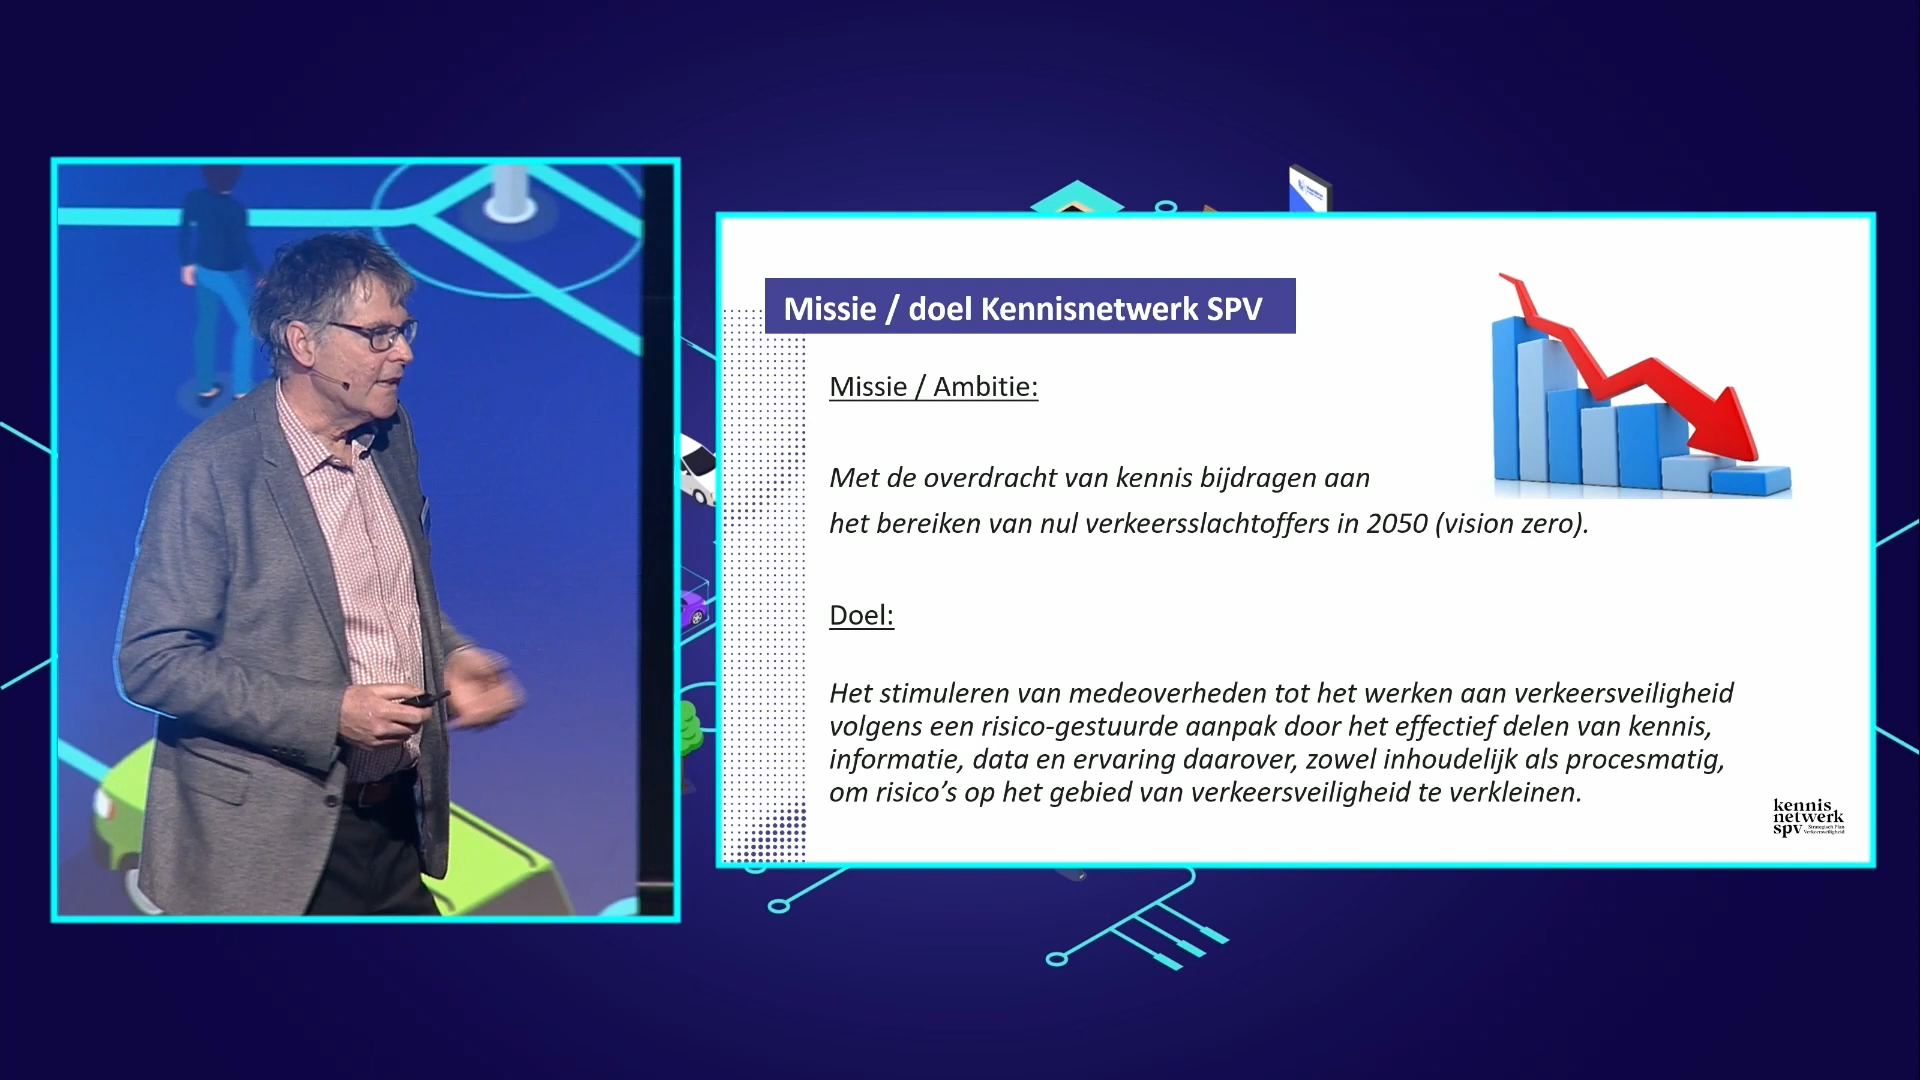 Missie / doel Kennisnetwerk SPV
Missie / Ambitie:
Met de overdracht van kennis bijdragen aan
het bereiken van nul verkeersslachtoffers in 2050 (vision zero).
Doel:
Het stimuleren van medeoverheden tot het werken aan verkeersveiligheid
volgens een risico-gestuurde aanpak door het effectief delen van kennis,
informatie, data en ervaring daarover, zowel inhoudelijk als procesmatig,
om risico’s op het gebied van verkeersveiligheid te verkleinen.
kennis
netwerk
spv Strategisch Plan
Verkeersveiligheid